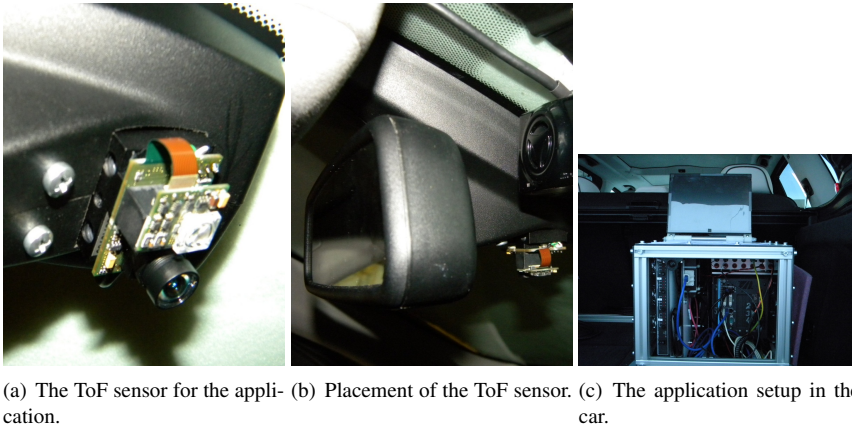 (a) The ToF sensor for the appli-
cation.
(b) Placement of the ToF sensor.
(c) The application setup in the
car.